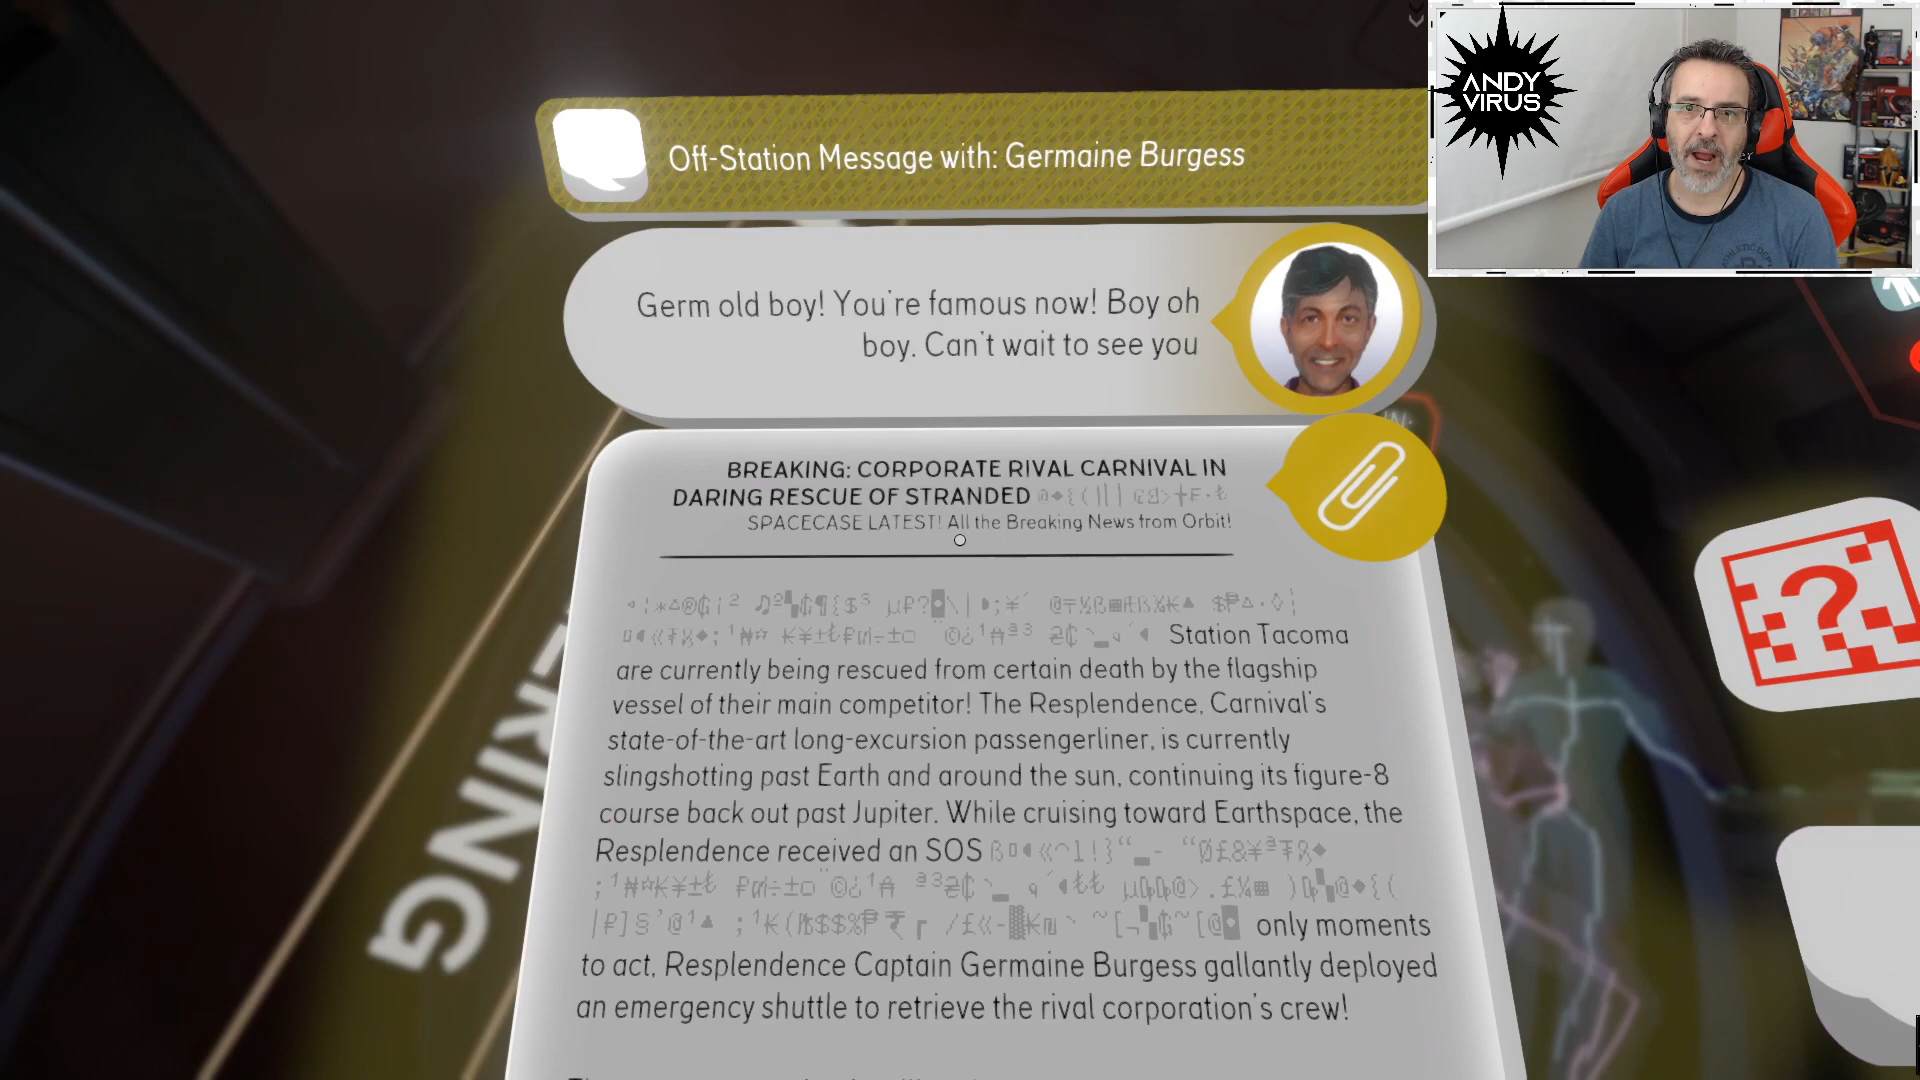 ANDY
VIRUS
Off-Station Message with: Germaine Burgess
Germ old boy! You're famous now! Boy oh
boy. Can't wait to see you
BREAKING: CORPORATE RIVAL CARNIVAL IN
DARING RESCUE OF STRANDED
SPACECASE LATEST! All the Breaking News from Orbit!
Station Tacoma
are currently being rescued from certain death by the flagship
vessel of their main competitor! The Resplendence, Carnival's
state-of-the-art long-excursion passengerliner, is currently
slingshotting past Earth and around the sun, continuing its figure-8
course back out past Jupiter. While cruising toward Earthspace, the
Resplendence received an SOS
only moments
to act, Resplendence Captain Germaine Burgess gallantly deployed
an emergency shuttle to retrieve the rival corporation's crew!
ERING
?